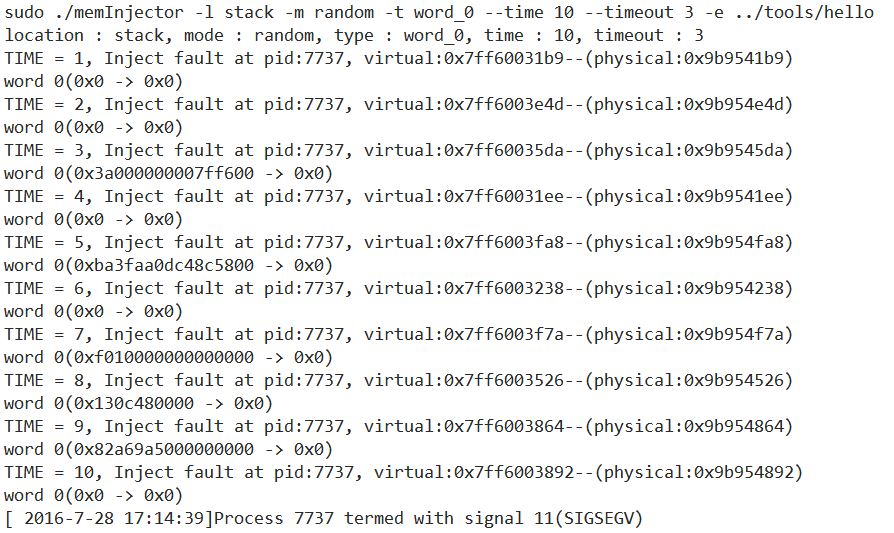 sudo ./memInjector -l stack -m random -t word_0 --time 10 --timeout 3 -e ../tools/hello
location : stack, mode : random, type : word_0, time : 10, timeout : 3
TIME = 1, Inject fault at pid:7737, virtual:0x7ff60031b9--(physical:0x9b9541b9)
word 0(0x0 -> 0x0)
TIME = 2, Inject fault at pid:7737, virtual:0x7ff6003e4d--(physical:0x9b954e4d)
word 0(0x0 -> 0x0)
TIME = 3, Inject fault at pid:7737, virtual:0x7ff60035da--(physical:0x9b9545da)
word 0(0x3a000000007ff600 -> 0x0)
TIME = 4, Inject fault at pid:7737, virtual:0x7ff60031ee--(physical:0x9b9541ee)
word 0(0x0 -> 0x0)
TIME = 5, Inject fault at pid:7737, virtual:0x7ff6003fa8--(physical:0x9b954fa8)
word 0(0xba3faa0dc48c5800 -> 0x0)
TIME = 6, Inject fault at pid:7737, virtual:0x7ff6003238--(physical:0x9b954238)
word 0(0x0 -> 0x0)
TIME = 7, Inject fault at pid:7737, virtual:0x7ff6003f7a--(physical:0x9b954f7a)
word 0(0xf010000000000000 -> 0x0)
TIME = 8, Inject fault at pid:7737, virtual:0x7ff6003526--(physical:0x9b954526)
word 0(0x130c480000 -> 0x0)
TIME = 9, Inject fault at pid:7737, virtual:0x7ff6003864--(physical:0x9b954864)
word 0(0x82a69a5000000000 -> 0x0)
TIME = 10, Inject fault at pid:7737, virtual:0x7ff6003892--(physical:0x9b954892)
word 0(0x0 -> 0x0)
[ 2016-7-28 17:14:39]Process 7737 termed with signal 11(SIGSEGV)